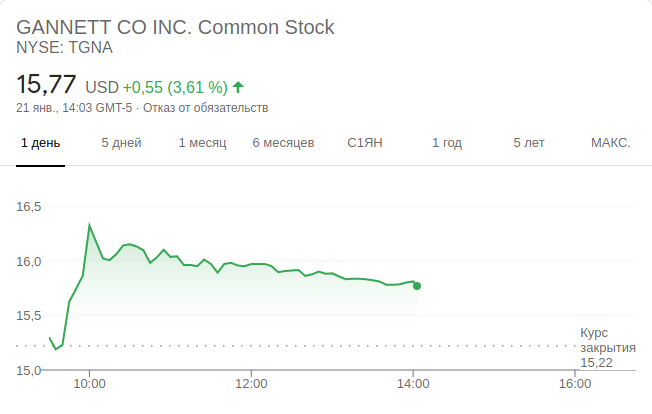 GANNETT CO INC. Common Stock
NYSE: TGNA
15,77 USD +0,55 (3,61 %)
21 янв., 14:03 GMT-5 · Отказ от обязательств
1 день 5 дней 1 месяц 6 месяцев С1ЯН 1 год 5 лет МАКС.
16,5
16,0
15,5
Курс
закрытия
15,22
15,0
10:00 12:00 14:00 16:00